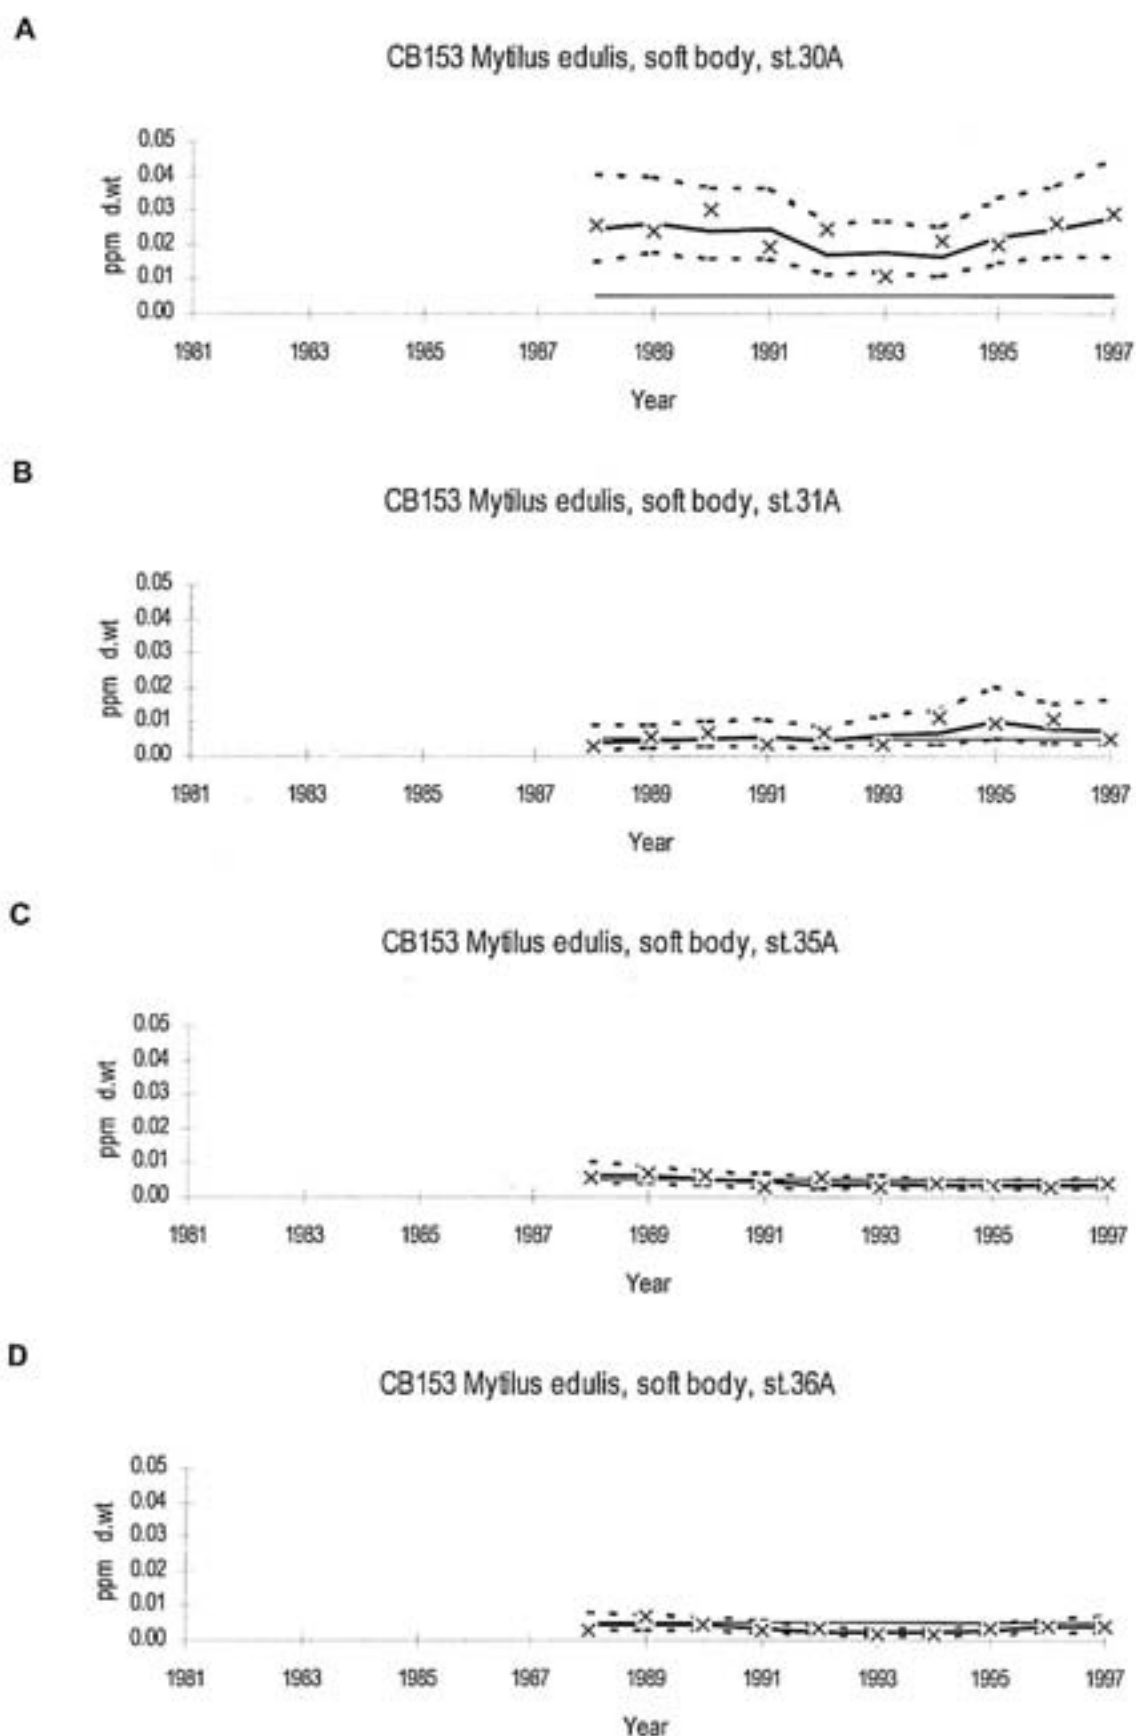 A
CB153 Mytilus edulis, soft body, st.30A
0.05
0.04
0.03
0.02
0.01
0.00
ppm d.wt
1981 1983 1985 1987 1989 1991 1993 1995 1997
Year
B
CB153 Mytilus edulis, soft body, st.31A
0.05
0.04
0.03
0.02
0.01
0.00
ppm d.wt
1981 1983 1985 1987 1989 1991 1993 1995 1997
Year
C
CB153 Mytilus edulis, soft body, st.35A
0.05
0.04
0.03
0.02
0.01
0.00
ppm d.wt
1981 1983 1985 1987 1989 1991 1993 1995 1997
Year
D
CB153 Mytilus edulis, soft body, st.36A
0.05
0.04
0.03
0.02
0.01
0.00
ppm d.wt
1981 1983 1985 1987 1989 1991 1993 1995 1997
Year